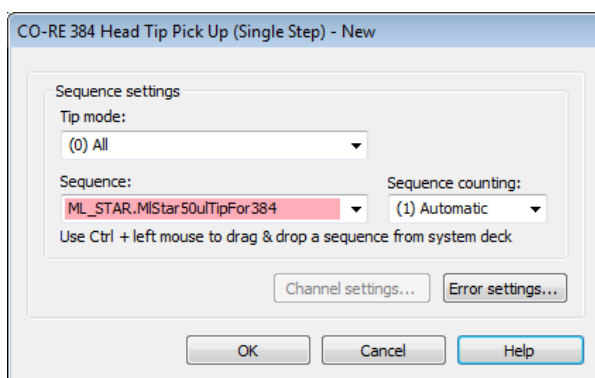 CO-RE 384 Head Tip Pick Up (Single Step) - New
Sequence settings
Tip mode:
(0) All
Sequence: Sequence counting:
ML_STAR.MlStar50ulTipFor384 (1) Automatic
Use Ctrl + left mouse to drag & drop a sequence from system deck
Channel settings... Error settings...
OK Cancel Help